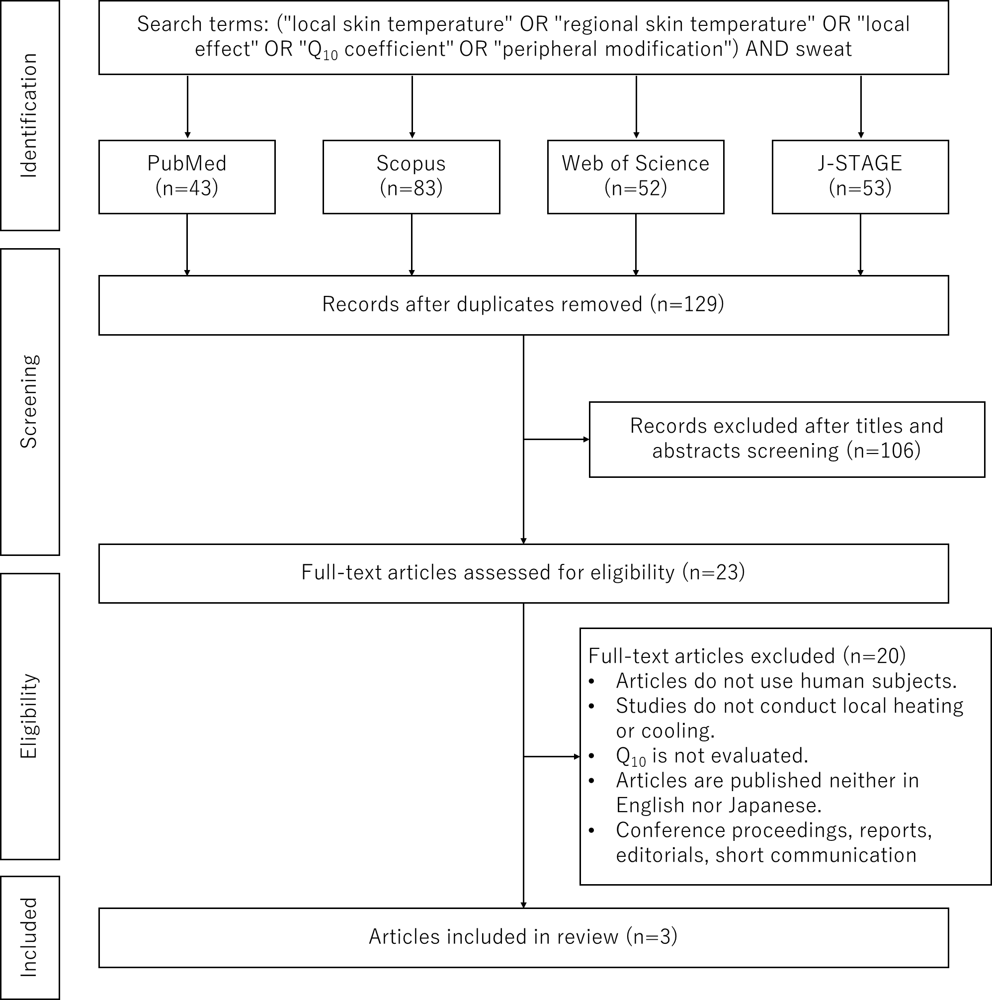 Identification
Search terms: ("local skin temperature" OR "regional skin temperature" OR "local
effect" OR "Q10 coefficient" OR "peripheral modification") AND sweat
PubMed
(n=43)
Scopus
(n=83)
Web of Science
(n=52)
J-STAGE
(n=53)
Screening
Records after duplicates removed (n=129)
Records excluded after titles and
abstracts screening (n=106)
Full-text articles assessed for eligibility (n=23)
Eligibility
Full-text articles excluded (n=20)
• Articles do not use human subjects.
• Studies do not conduct local heating
or cooling.
• Q10 is not evaluated.
• Articles are published neither in
English nor Japanese.
• Conference proceedings, reports,
editorials, short communication
Included
Articles included in review (n=3)